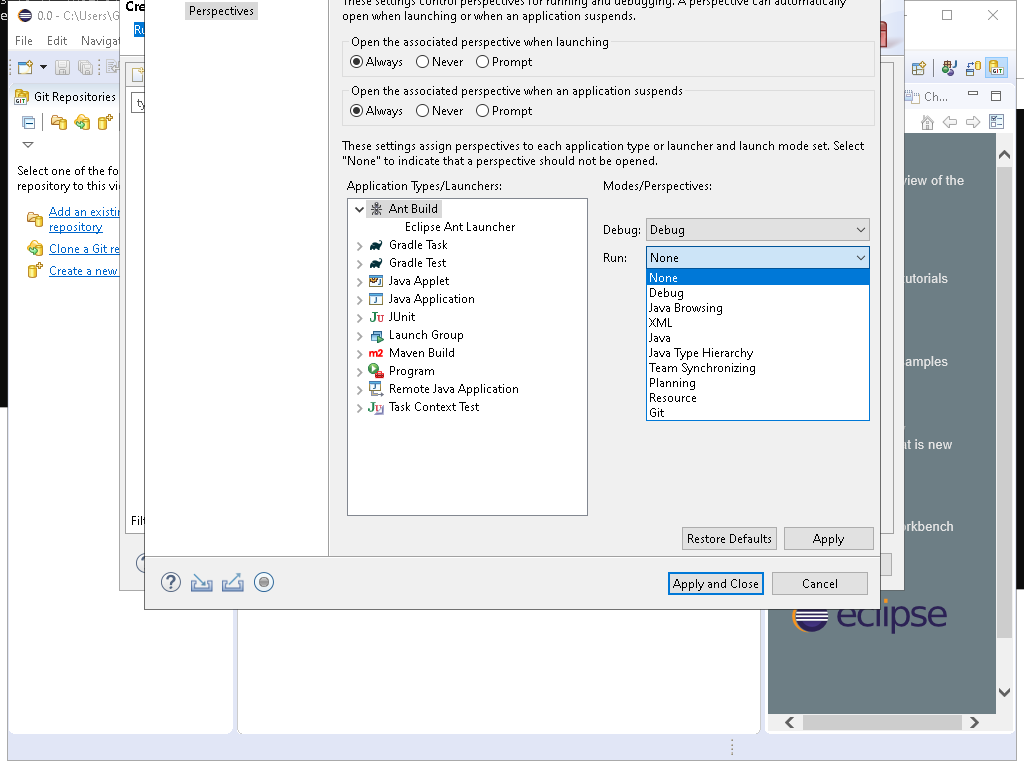 0.0 - C:\Users\G
Cre
Perspectives
These settings control perspectives for running and debugging. A perspective can automatically
open when launching or when an application suspends.
File Edit Navigat
Ru
Open the associated perspective when launching
Always Never Prompt
Git Repositories
ty
Open the associated perspective when an application suspends
Always Never Prompt
Ch...
These settings assign perspectives to each application type or launcher and launch mode set. Select
"None" to indicate that a perspective should not be opened.
Select one of the fo
repository to this vi
Add an existin
repository
Clone a Git re
Create a new
Application Types/Launchers:
Ant Build
Eclipse Ant Launcher
Gradle Task
Gradle Test
Java Applet
Java Application
JUnit
Launch Group
Maven Build
Program
Remote Java Application
Task Context Test
Modes/Perspectives:
Debug: Debug
Run: None
None
Debug
Java Browsing
XML
Java
Java Type Hierarchy
Team Synchronizing
Planning
Resource
Git
view of the
utorials
amples
at is new
orkbench
Filt
Restore Defaults Apply
Apply and Close Cancel
eclipse